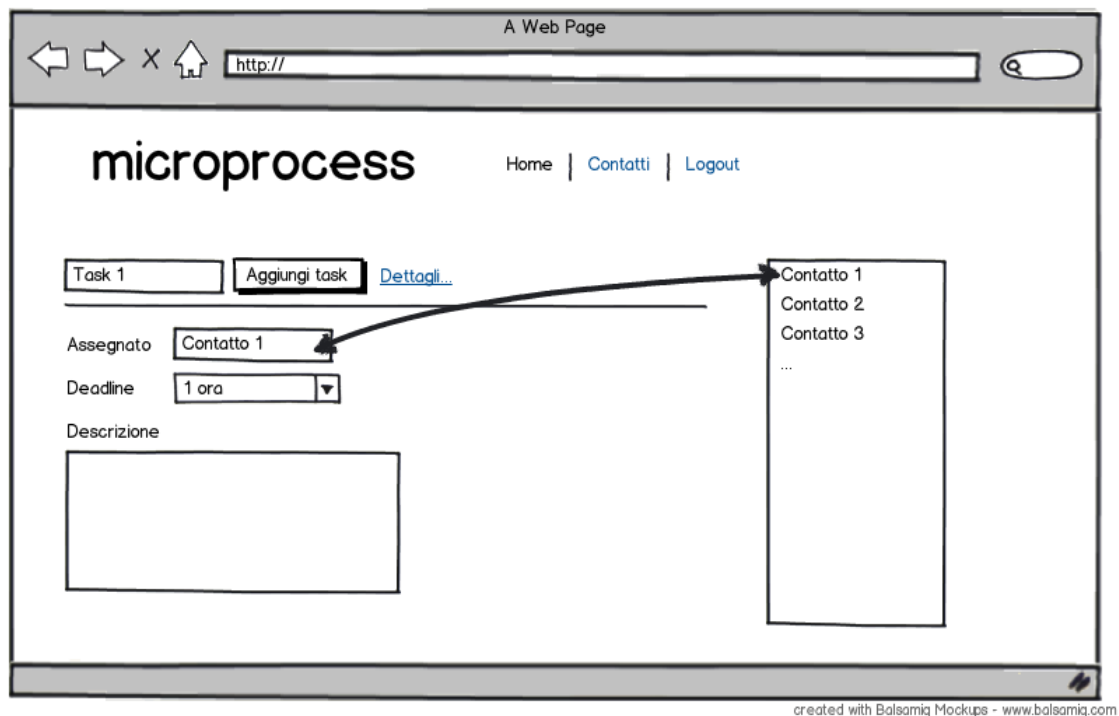 A Web Page
http://
microprocess
Home | Contatti | Logout
Task 1 Aggiungi task Dettagli...
Assegnato Contatto 1
Deadline 1 ora
Descrizione
Contatto 1
Contatto 2
Contatto 3
...
created with Balsamiq Mockups - www.balsamiq.com